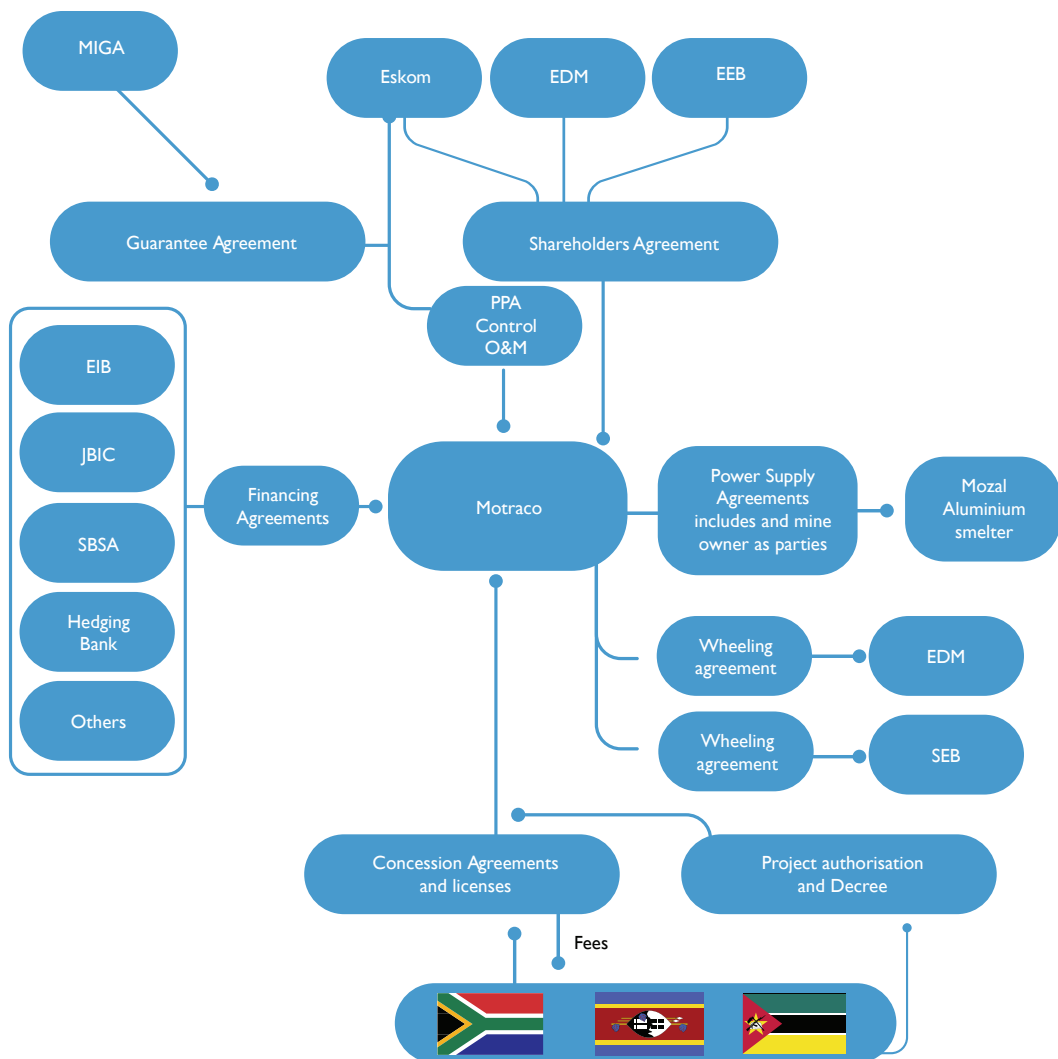 MIGA
Eskom
EDM
EEB
Guarantee Agreement
Shareholders Agreement
PPA
Control
O&M
EIB
JBIC
SBSA
Hedging
Bank
Others
Financing
Agreements
Motraco
Power Supply
Agreements
includes and mine
owner as parties
Mozal
Aluminium
smelter
Wheeling
agreement
EDM
Wheeling
agreement
SEB
Concession Agreements
and licenses
Project authorisation
and Decree
Fees